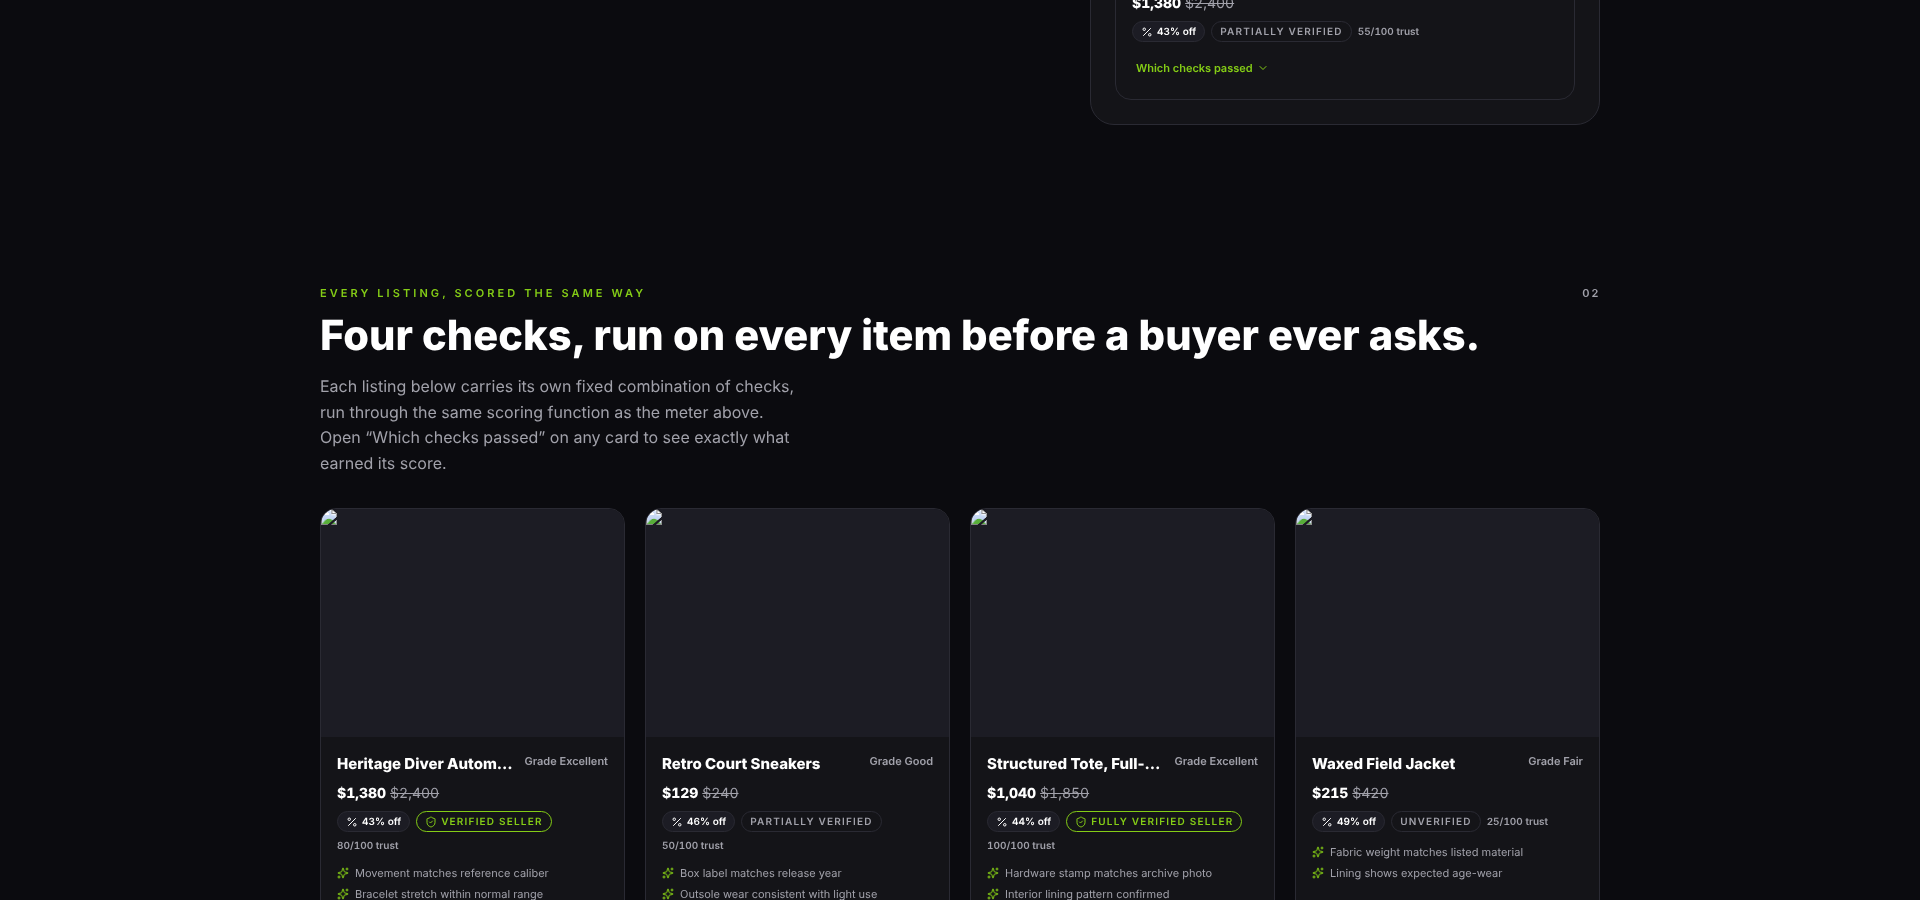 $1,380 $2,400
43% off PARTIALLY VERIFIED 55/100 trust
Which checks passed
EVERY LISTING, SCORED THE SAME WAY
02
Four checks, run on every item before a buyer ever asks.
Each listing below carries its own fixed combination of checks,
run through the same scoring function as the meter above.
Open “Which checks passed” on any card to see exactly what
earned its score.
Heritage Diver Autom... Grade Excellent
$1,380 $2,400
43% off VERIFIED SELLER
80/100 trust
Movement matches reference caliber
Bracelet stretch within normal range
Retro Court Sneakers Grade Good
$129 $240
46% off PARTIALLY VERIFIED
50/100 trust
Box label matches release year
Outsole wear consistent with light use
Structured Tote, Full-... Grade Excellent
$1,040 $1,850
44% off FULLY VERIFIED SELLER
100/100 trust
Hardware stamp matches archive photo
Interior lining pattern confirmed
Waxed Field Jacket Grade Fair
$215 $420
49% off UNVERIFIED 25/100 trust
Fabric weight matches listed material
Lining shows expected age-wear